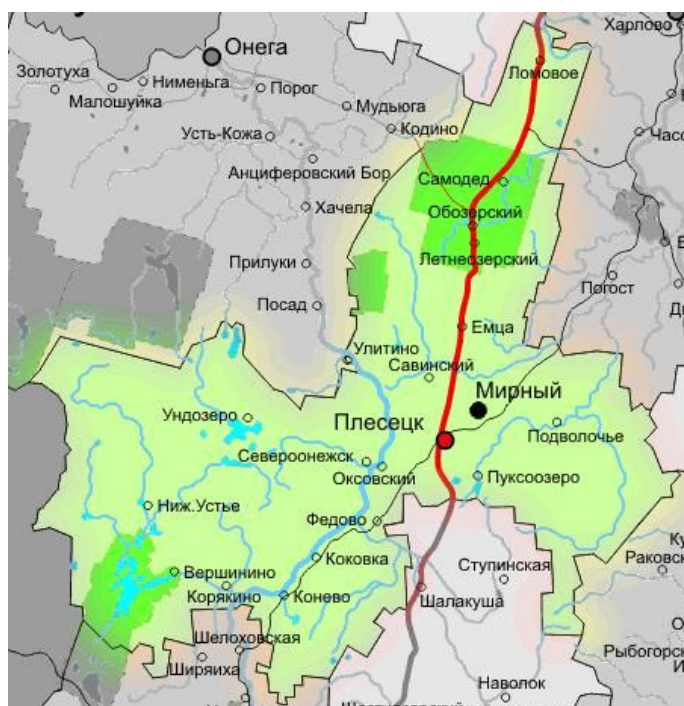 Харлово
Онега
Ломовое
Золотуха
Нименьга
Малошуйка
Порог
Мудьюга
Усть-Кожа
Кодино
Анциферовский Бор
Самодед
Хачела
Обозерский
Летнеозерский
Прилуки
Погост
Посад
Емца
Улитино
Савинский
Мирный
Ундозеро
Плесецк
Подволочье
Североонежск
Оксовский
Пуксоозеро
Ниж.Устье
Федово
Коковка
Ступинская
Раковс
Вершинино
Корякино
Конево
Шалакуша
Шелоховская
Ширяиха
Рыбогорс
Наволок